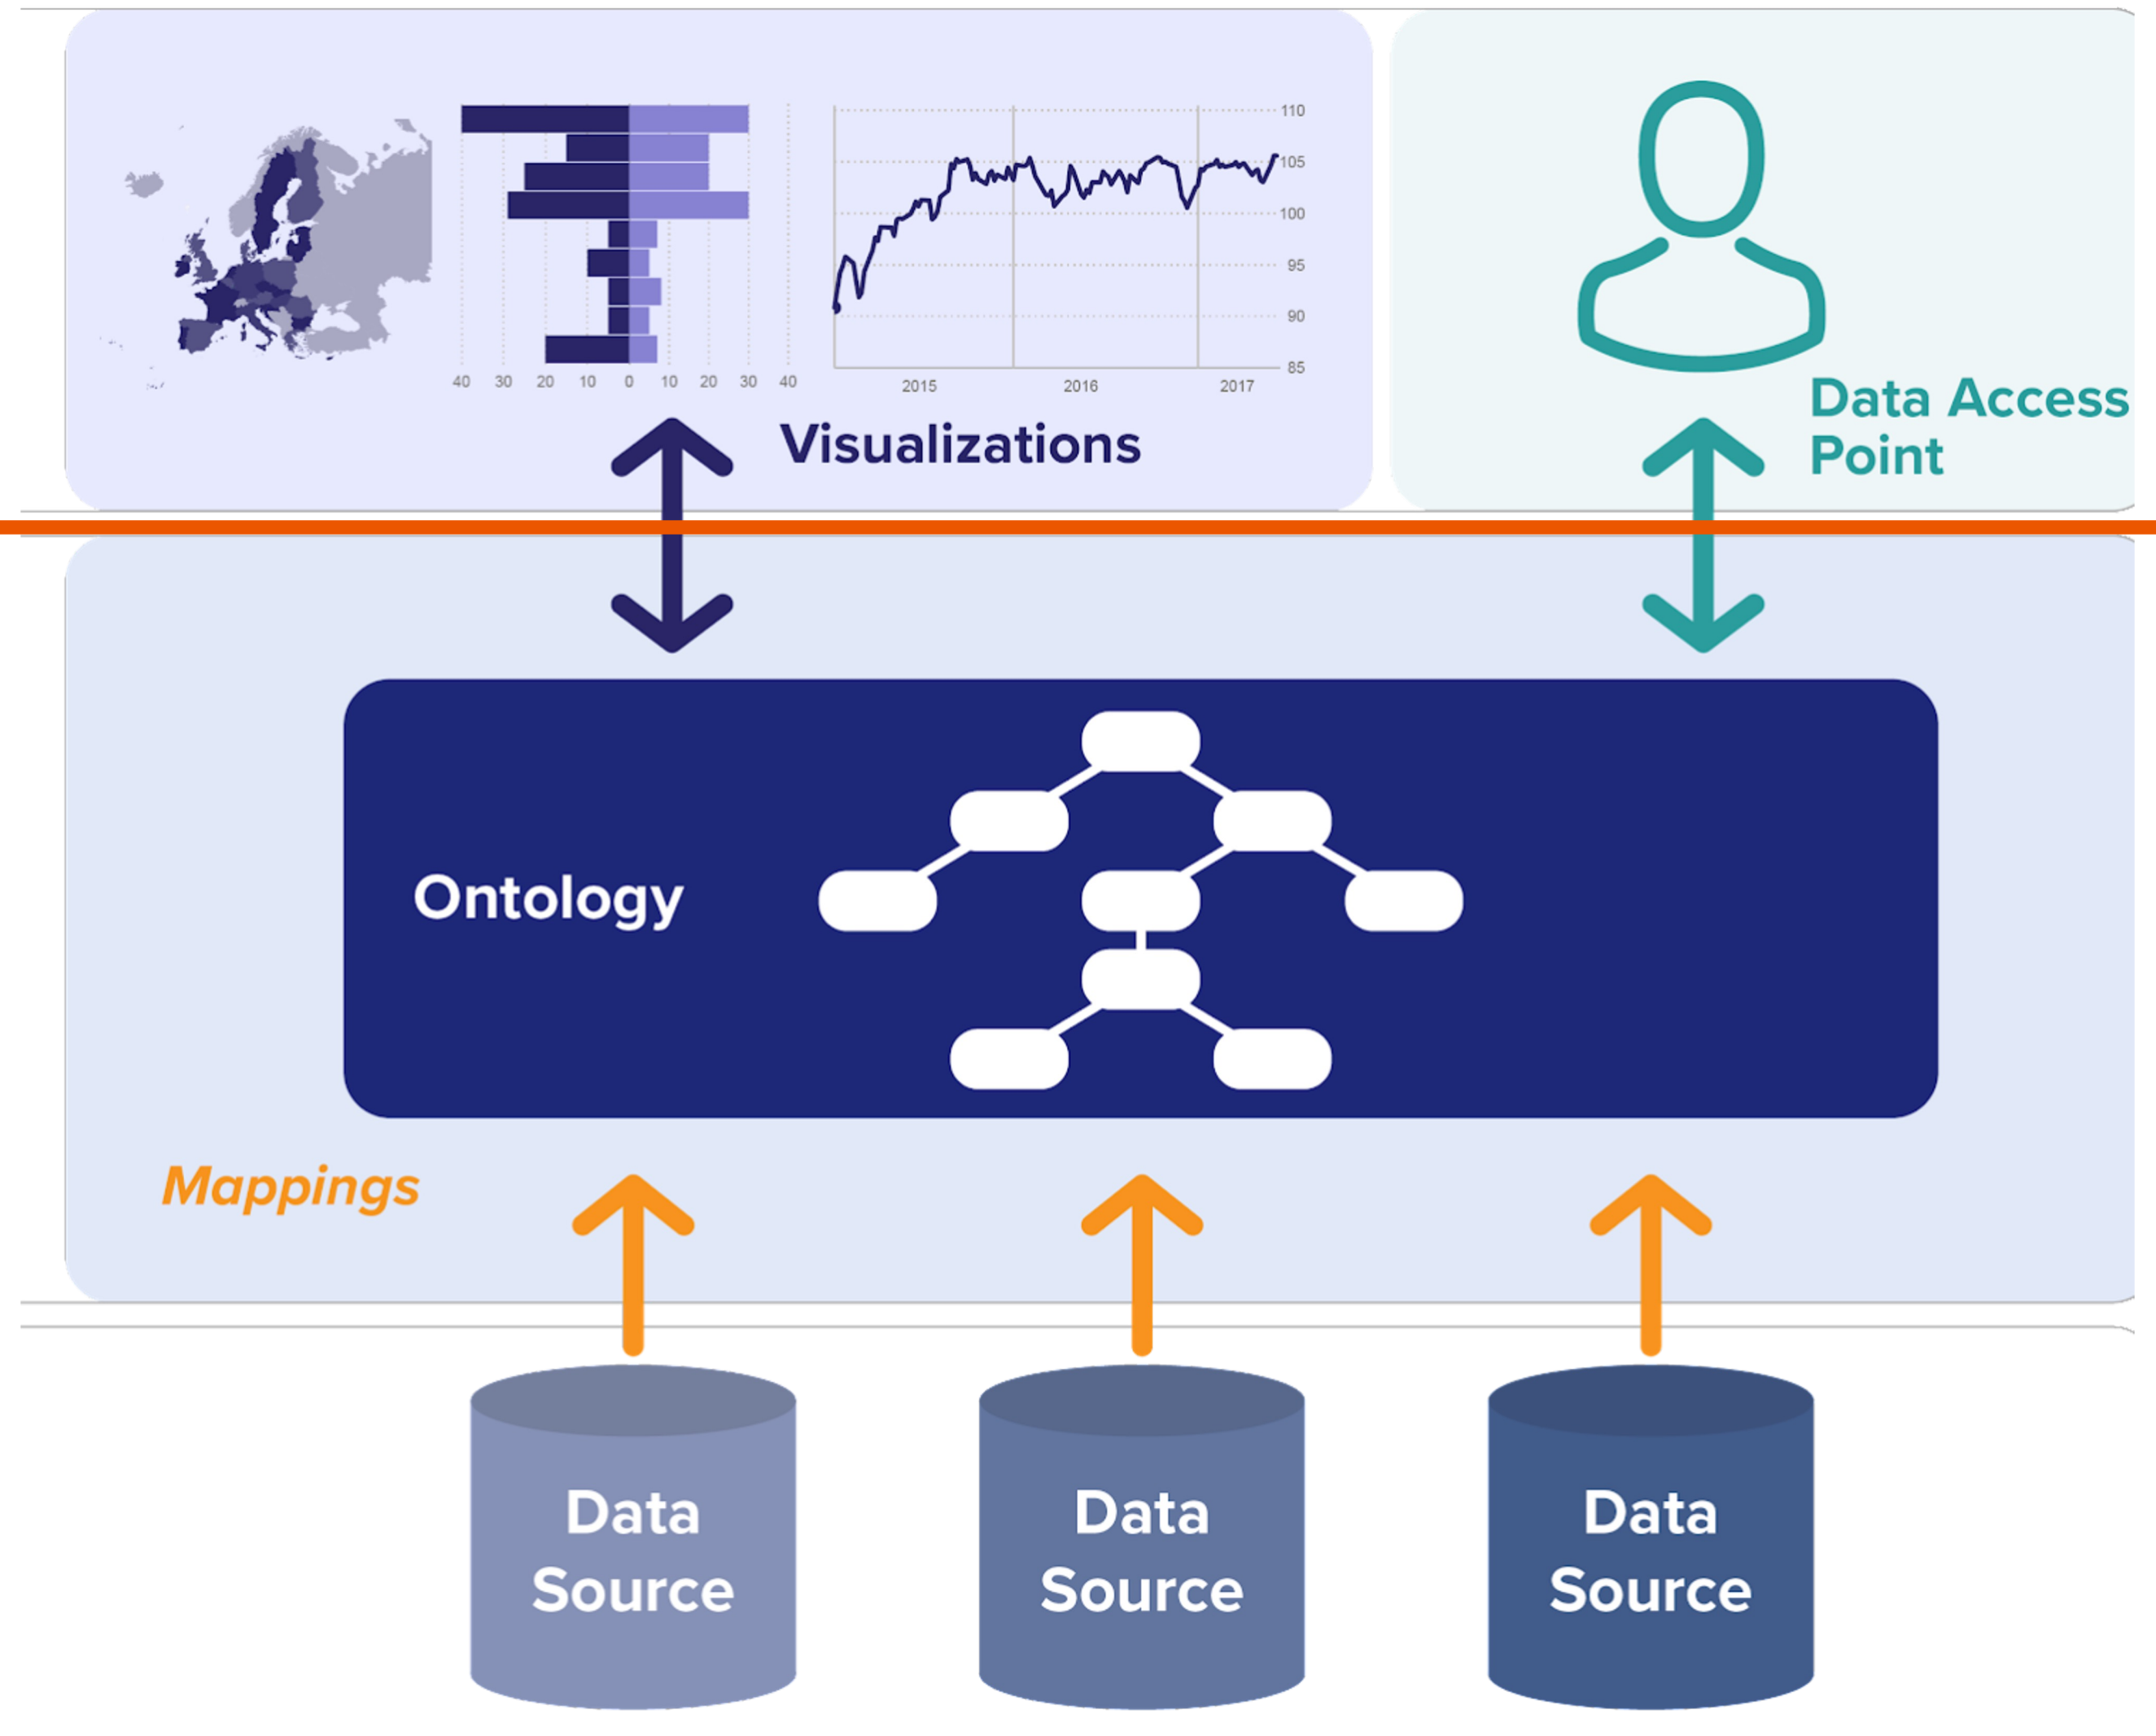 110
105
100
95
90
85
40 30 20 10 0 10 20 30 40
2015 2016 2017
Visualizations
Data Access
Point
Ontology
Mappings
Data
Source
Data
Source
Data
Source